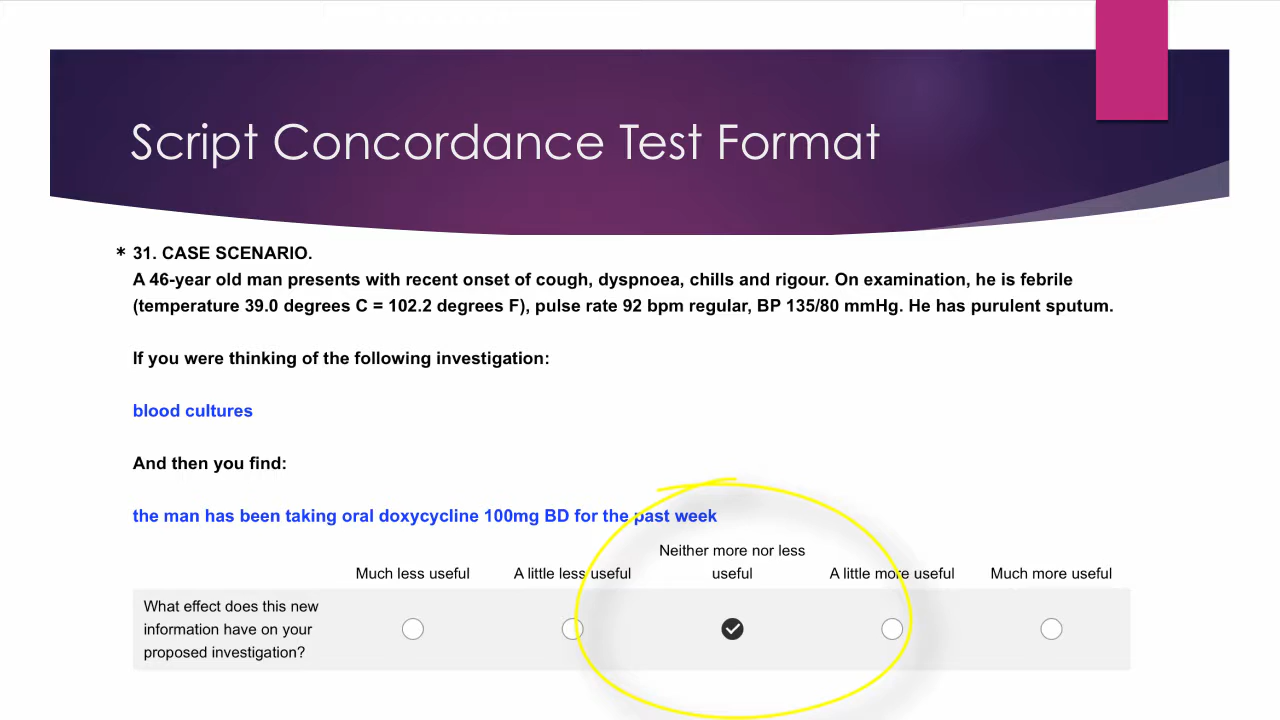 Script Concordance Test Format
* 31. CASE SCENARIO.
A 46-year old man presents with recent onset of cough, dyspnoea, chills and rigour. On examination, he is febrile
(temperature 39.0 degrees C = 102.2 degrees F), pulse rate 92 bpm regular, BP 135/80 mmHg. He has purulent sputum.
If you were thinking of the following investigation:
blood cultures
And then you find:
the man has been taking oral doxycycline 100mg BD for the past week
Much less useful
A little less useful
Neither more nor less
useful
A little more useful
Much more useful
What effect does this new
information have on your
proposed investigation?